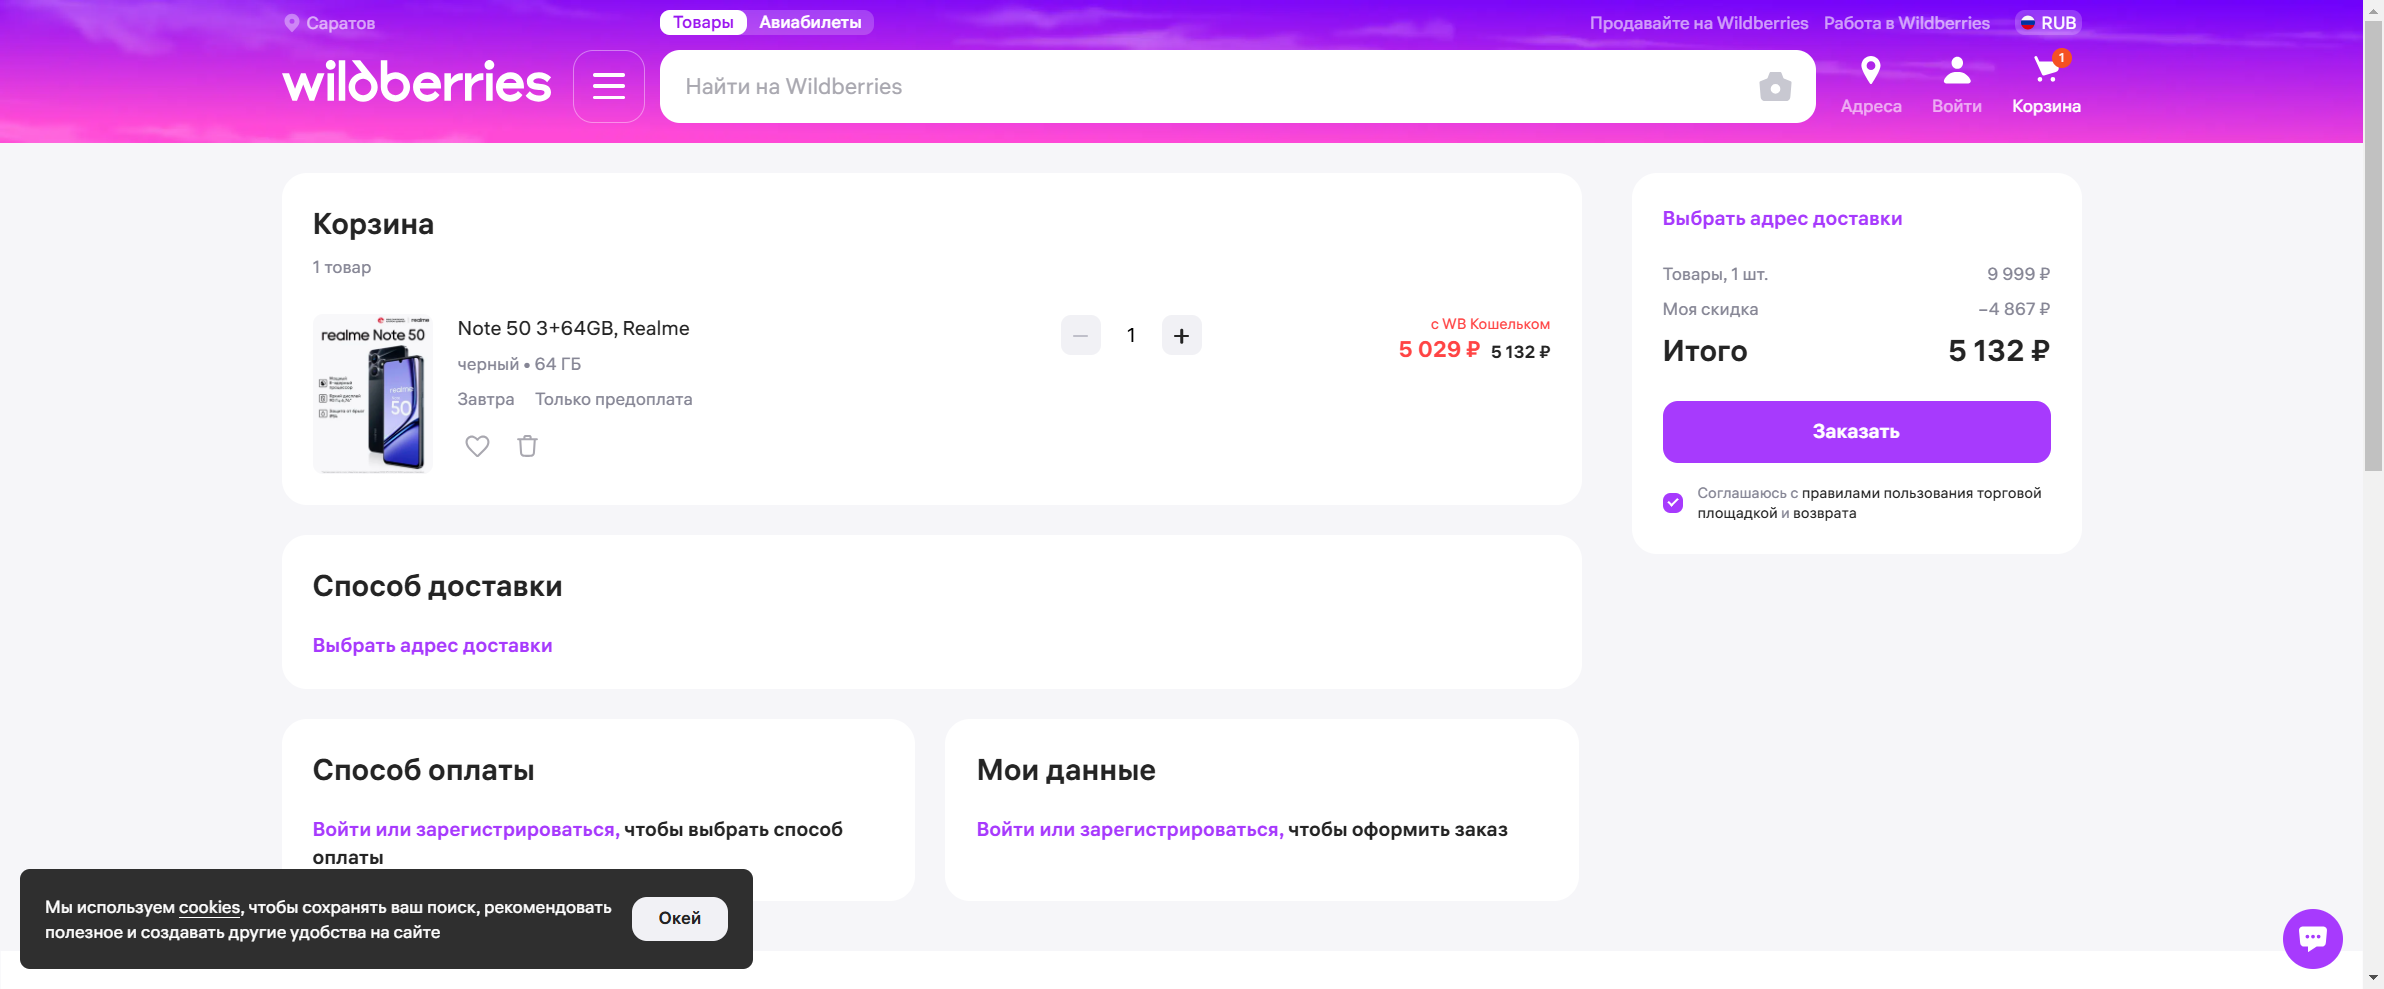 Саратов
Товары Авиабилеты
Продавайте на Wildberries Работа в Wildberries RUB
wildberries
Найти на Wildberries
Адреса Войти Корзина
1
Корзина
1 товар
realme
realme Note 50
realme
50
Note 50 3+64GB, Realme
черный • 64 ГБ
Завтра Только предоплата
1
с WB Кошельком
5 029 ₽ 5 132 ₽
Выбрать адрес доставки
Товары, 1 шт. 9 999 ₽
Моя скидка −4 867 ₽
Итого 5 132 ₽
Заказать
Соглашаюсь с правилами пользования торговой
площадкой и возврата
Способ доставки
Выбрать адрес доставки
Способ оплаты
Войти или зарегистрироваться, чтобы выбрать способ
оплаты
Мои данные
Войти или зарегистрироваться, чтобы оформить заказ
Мы используем cookies, чтобы сохранять ваш поиск, рекомендовать
полезное и создавать другие удобства на сайте
Окей